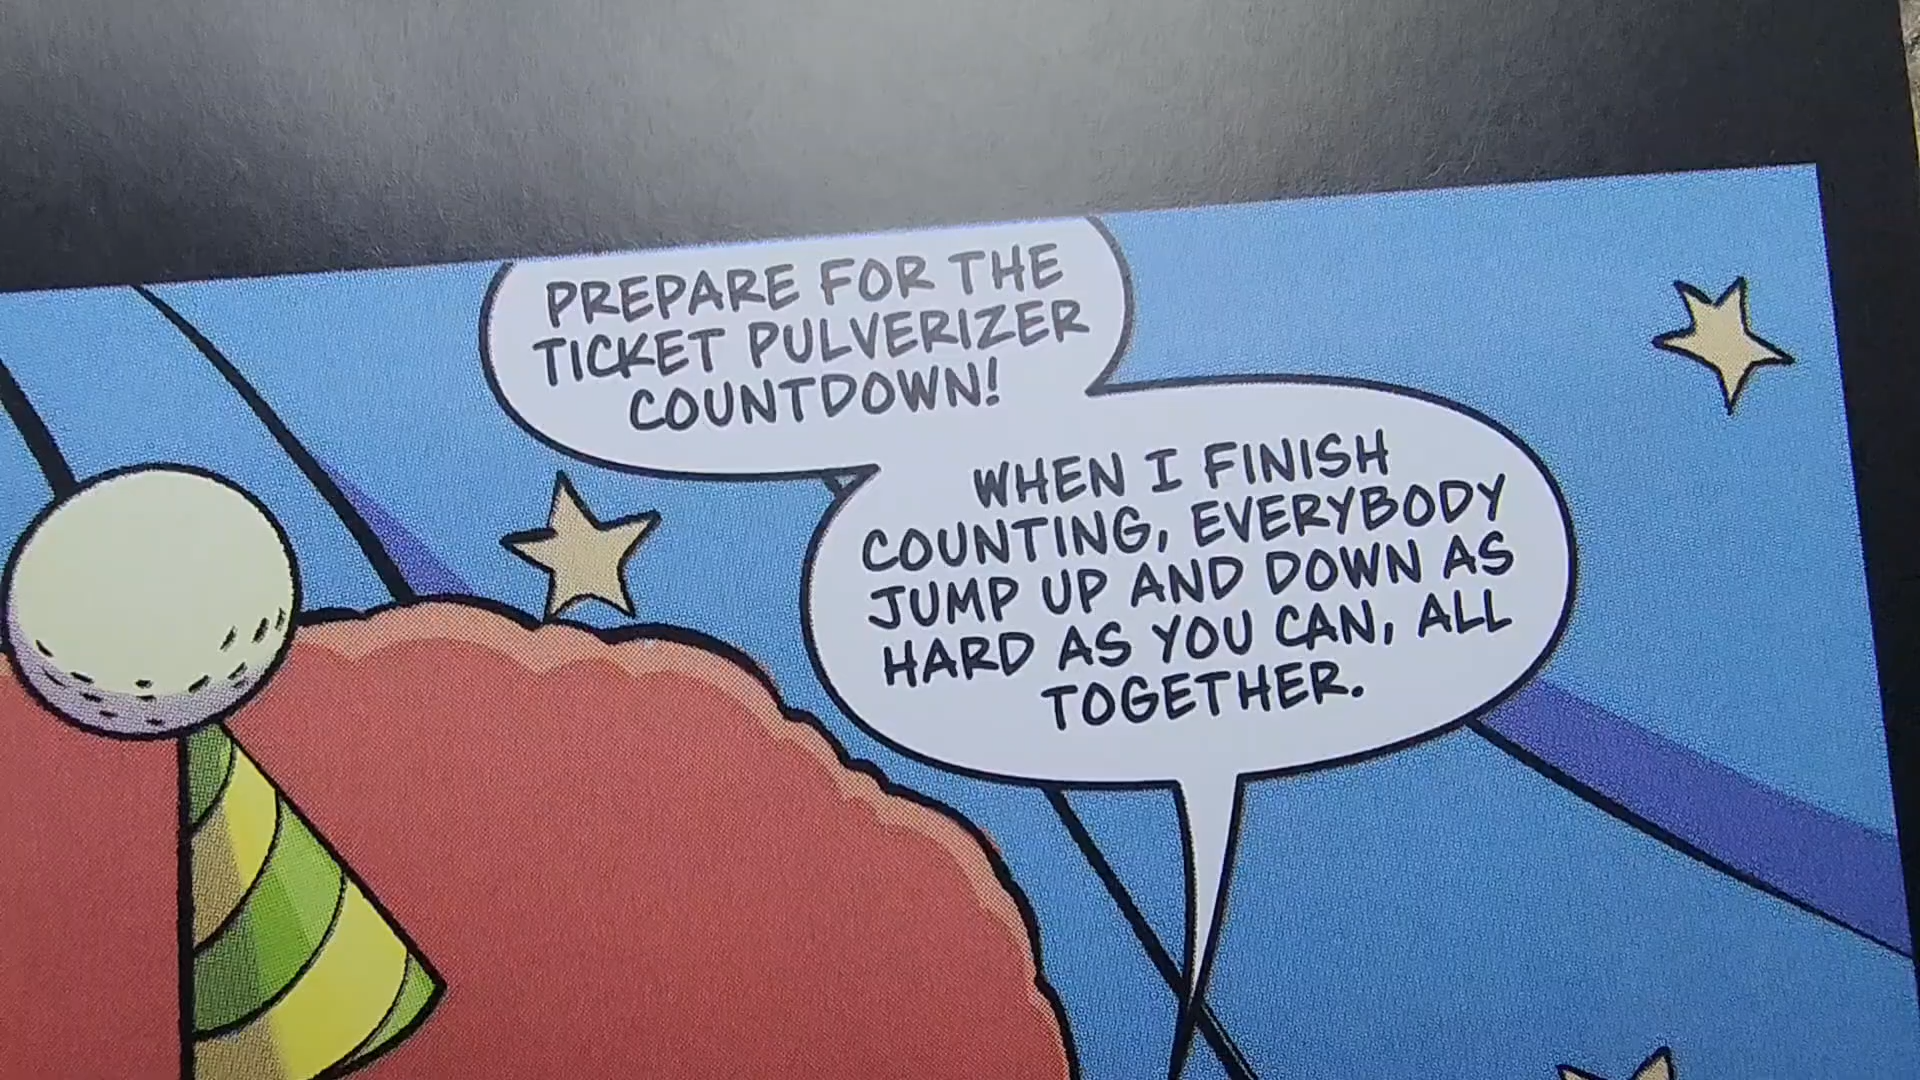 PREPARE FOR THE
TICKET PULVERIZER
COUNTDOWN!
WHEN I FINISH
COUNTING, EVERYBODY
JUMP UP AND DOWN AS
HARD AS YOU CAN, ALL
TOGETHER.